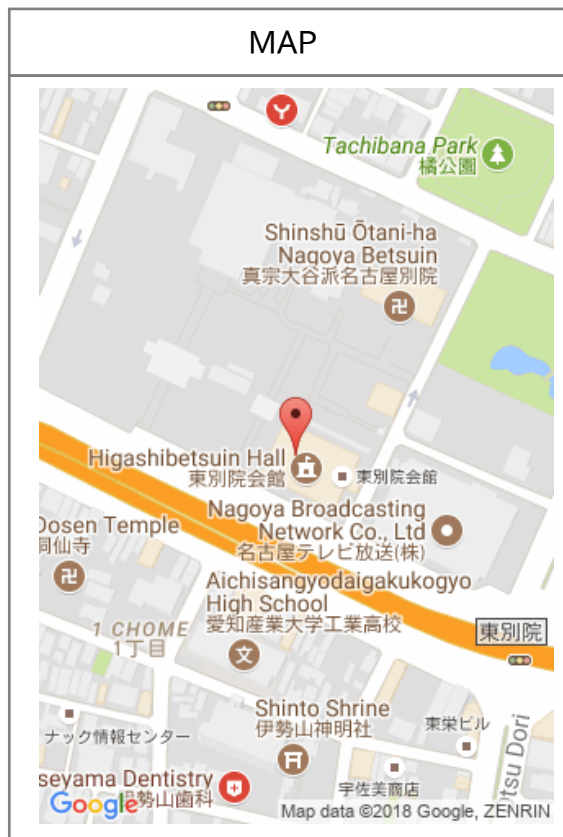 MAP
Tachibana Park
橘公園
Shinshū Ōtani-ha
Nagoya Betsuin
真宗大谷派名古屋別院
Higashibetsuin Hall
東別院会館
東別院会館
Nagoya Broadcasting
Network Co., Ltd
名古屋テレビ放送(株)
Dosen Temple
洞仙寺
Aichisangyodaigakukogyo
High School
愛知産業大学工業高校
1 CHOME
1丁目
東別院
Shinto Shrine
伊勢山神明社
ナック情報センター
東栄ビル
Otsu Dori
seyama Dentistry
伊勢山歯科
宇佐美商店
Google
Map data ©2018 Google, ZENRIN